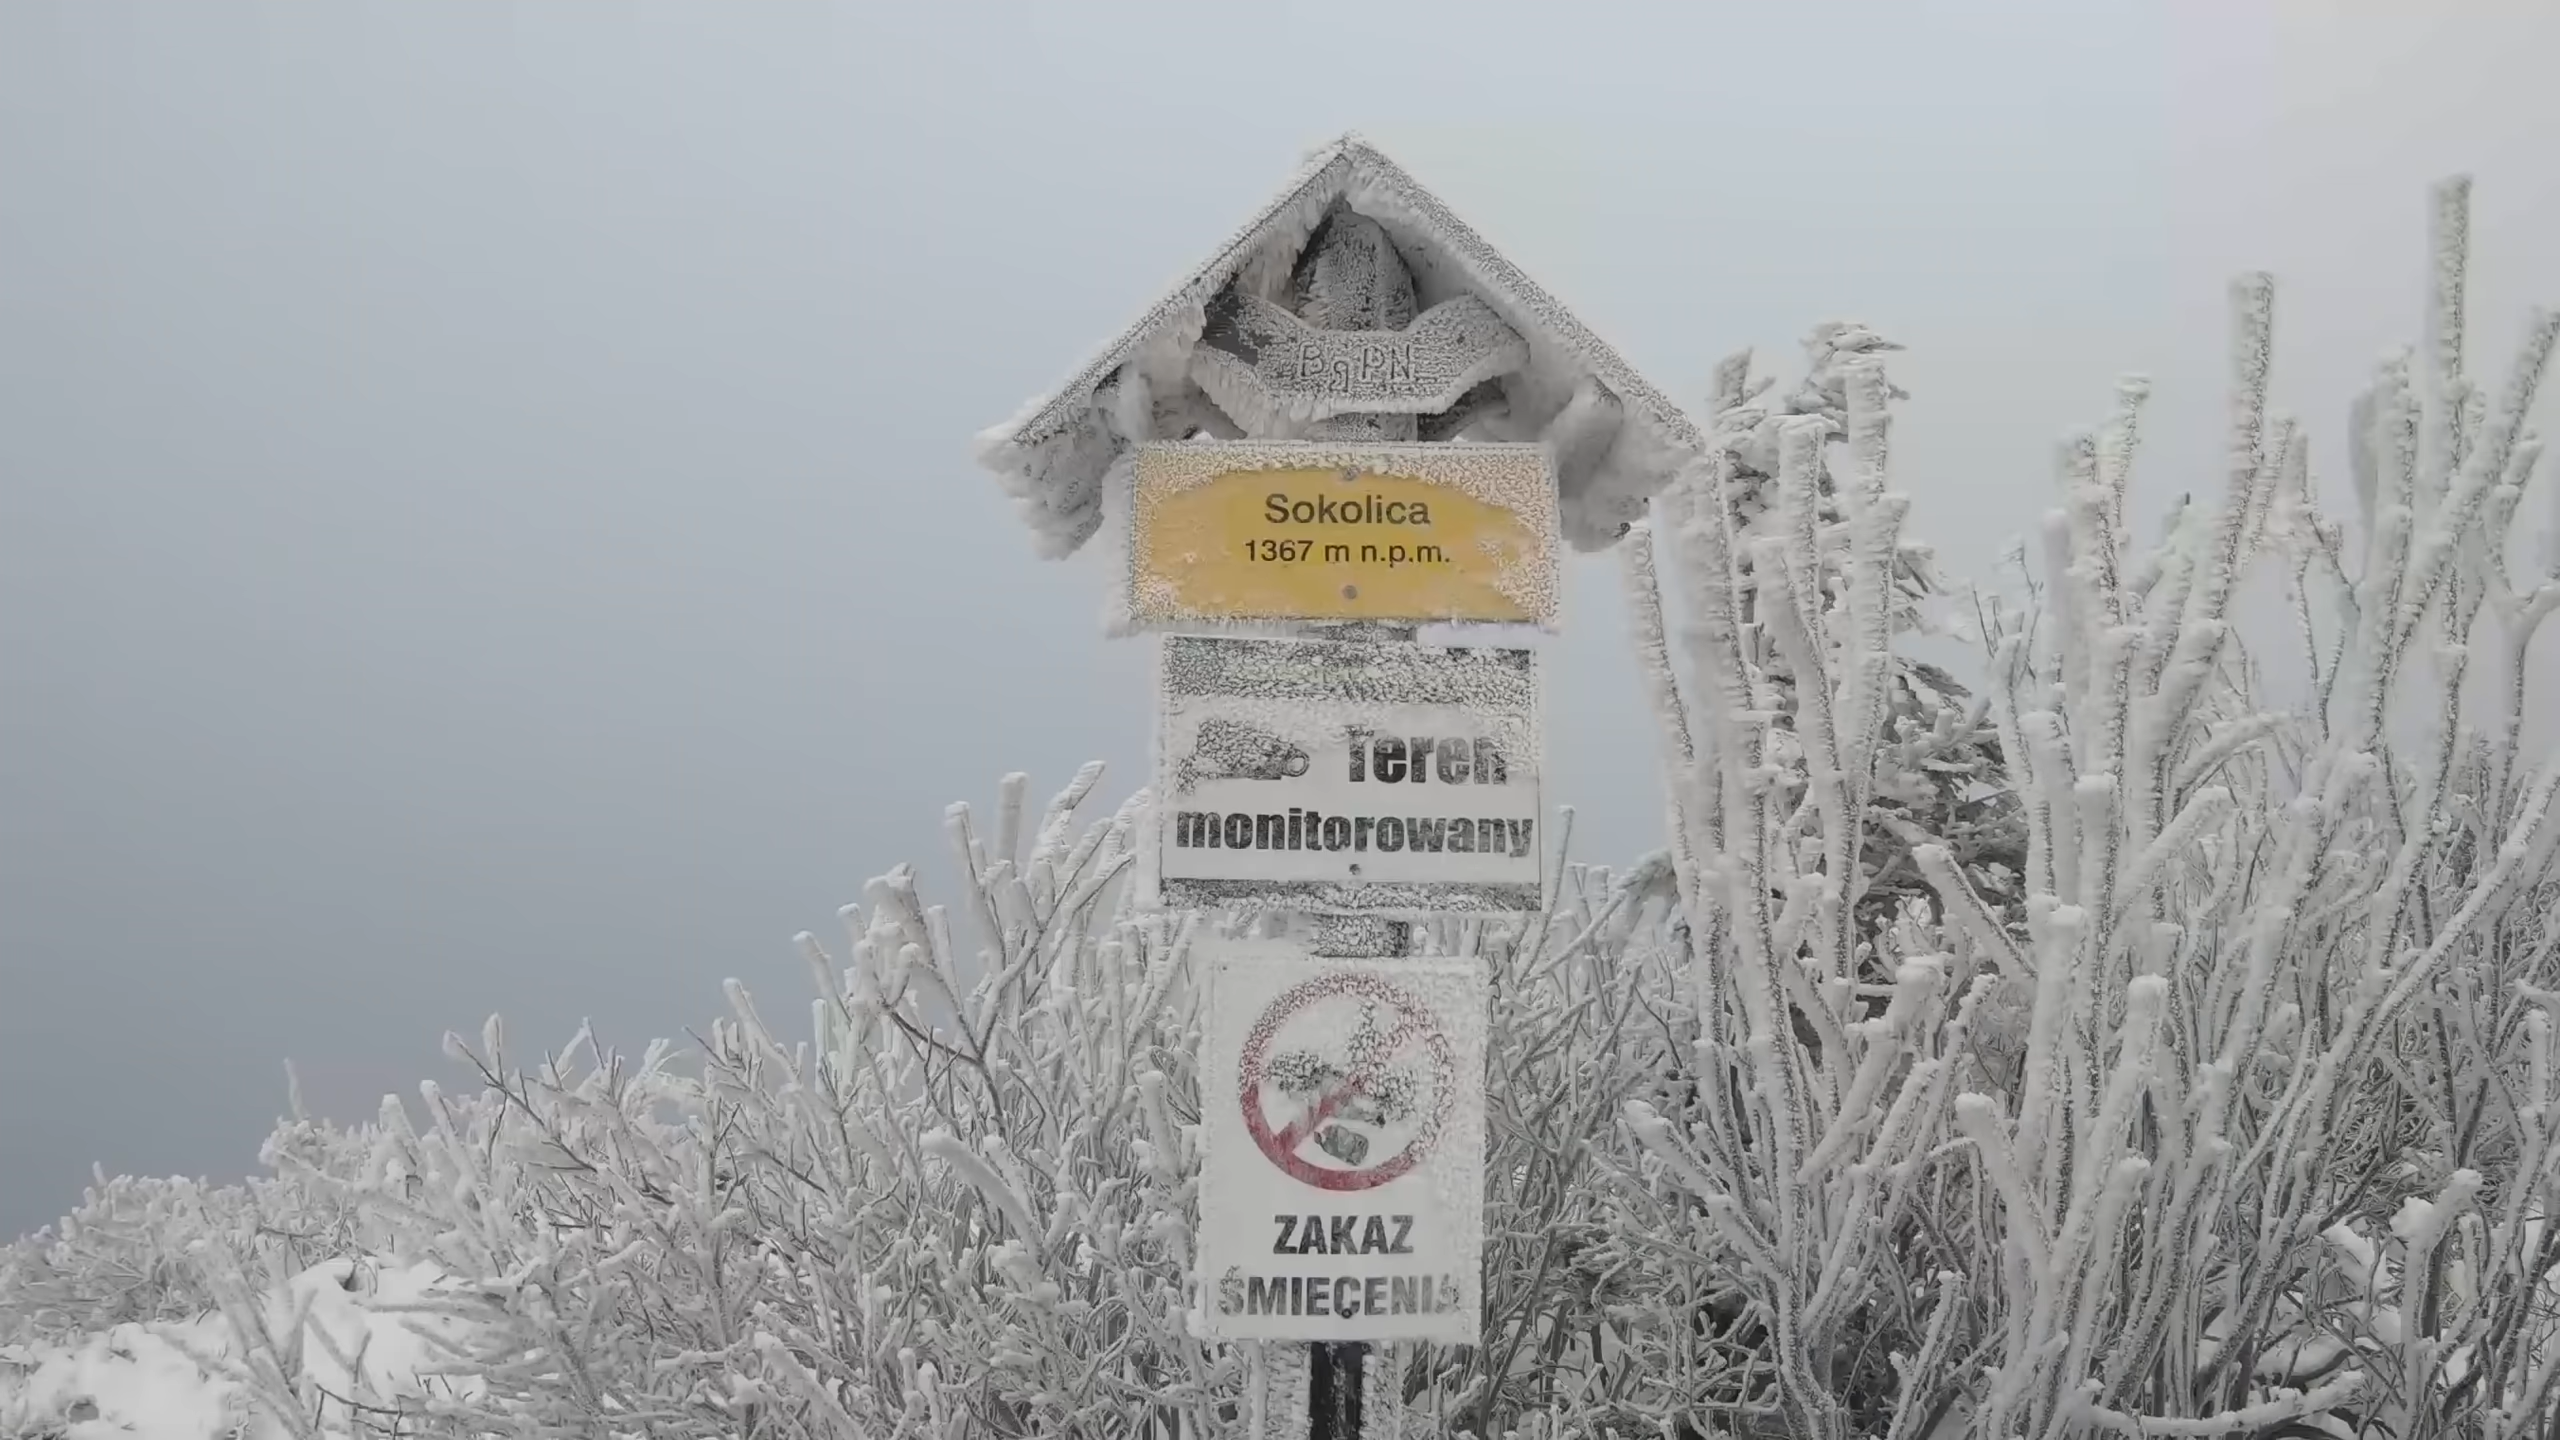 BgPN
Sokolica
1367 m n.p.m.
Teren
monitorowany
ZAKAZ
ŚMIECENIA